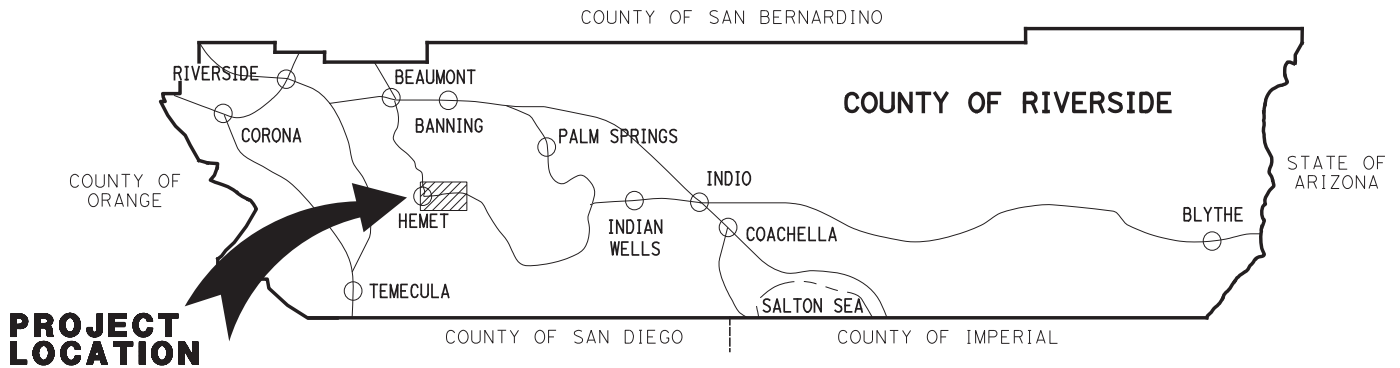 COUNTY OF SAN BERNARDINO
RIVERSIDE
BEAUMONT
COUNTY OF RIVERSIDE
BANNING
CORONA
PALM SPRINGS
STATE OF
ARIZONA
COUNTY OF
ORANGE
INDIO
HEMET
BLYTHE
INDIAN
WELLS
COACHELLA
TEMECULA
SALTON SEA
PROJECT
LOCATION
COUNTY OF SAN DIEGO
COUNTY OF IMPERIAL